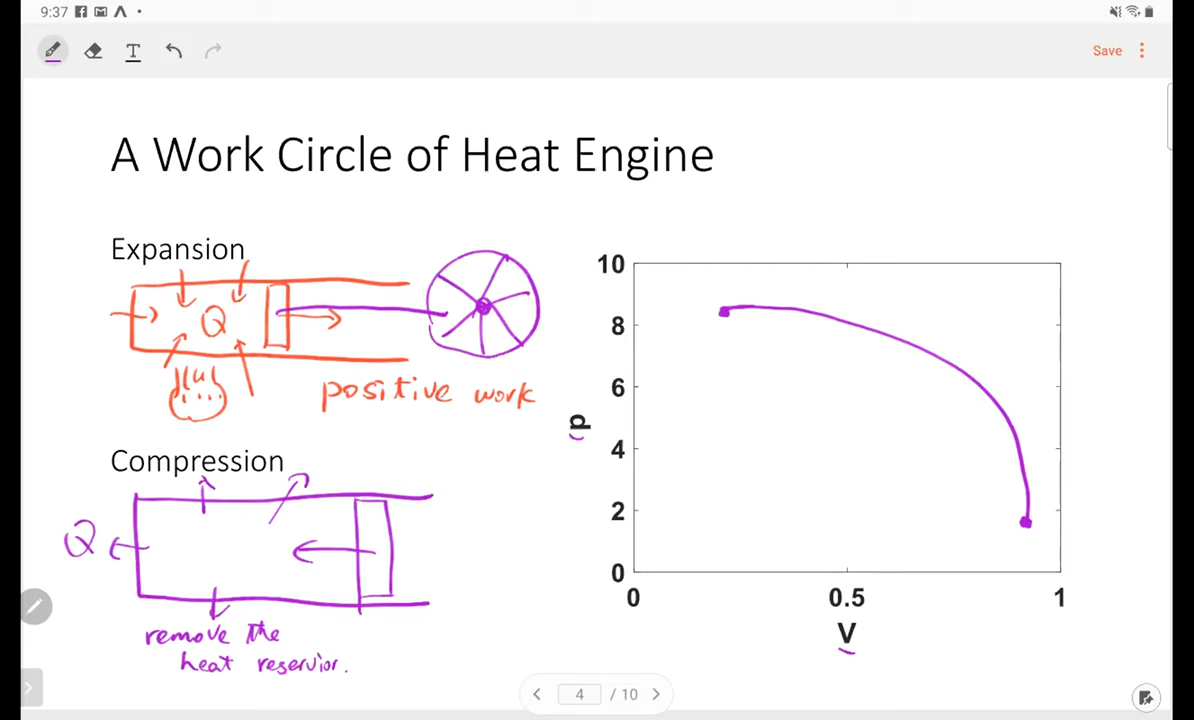 9:37
Save
A Work Circle of Heat Engine
Expansion
Q
positive work
Compression
Q
remove the
heat reservior.
10
8
6
4
2
0
p
0
0.5
1
V
4 / 10